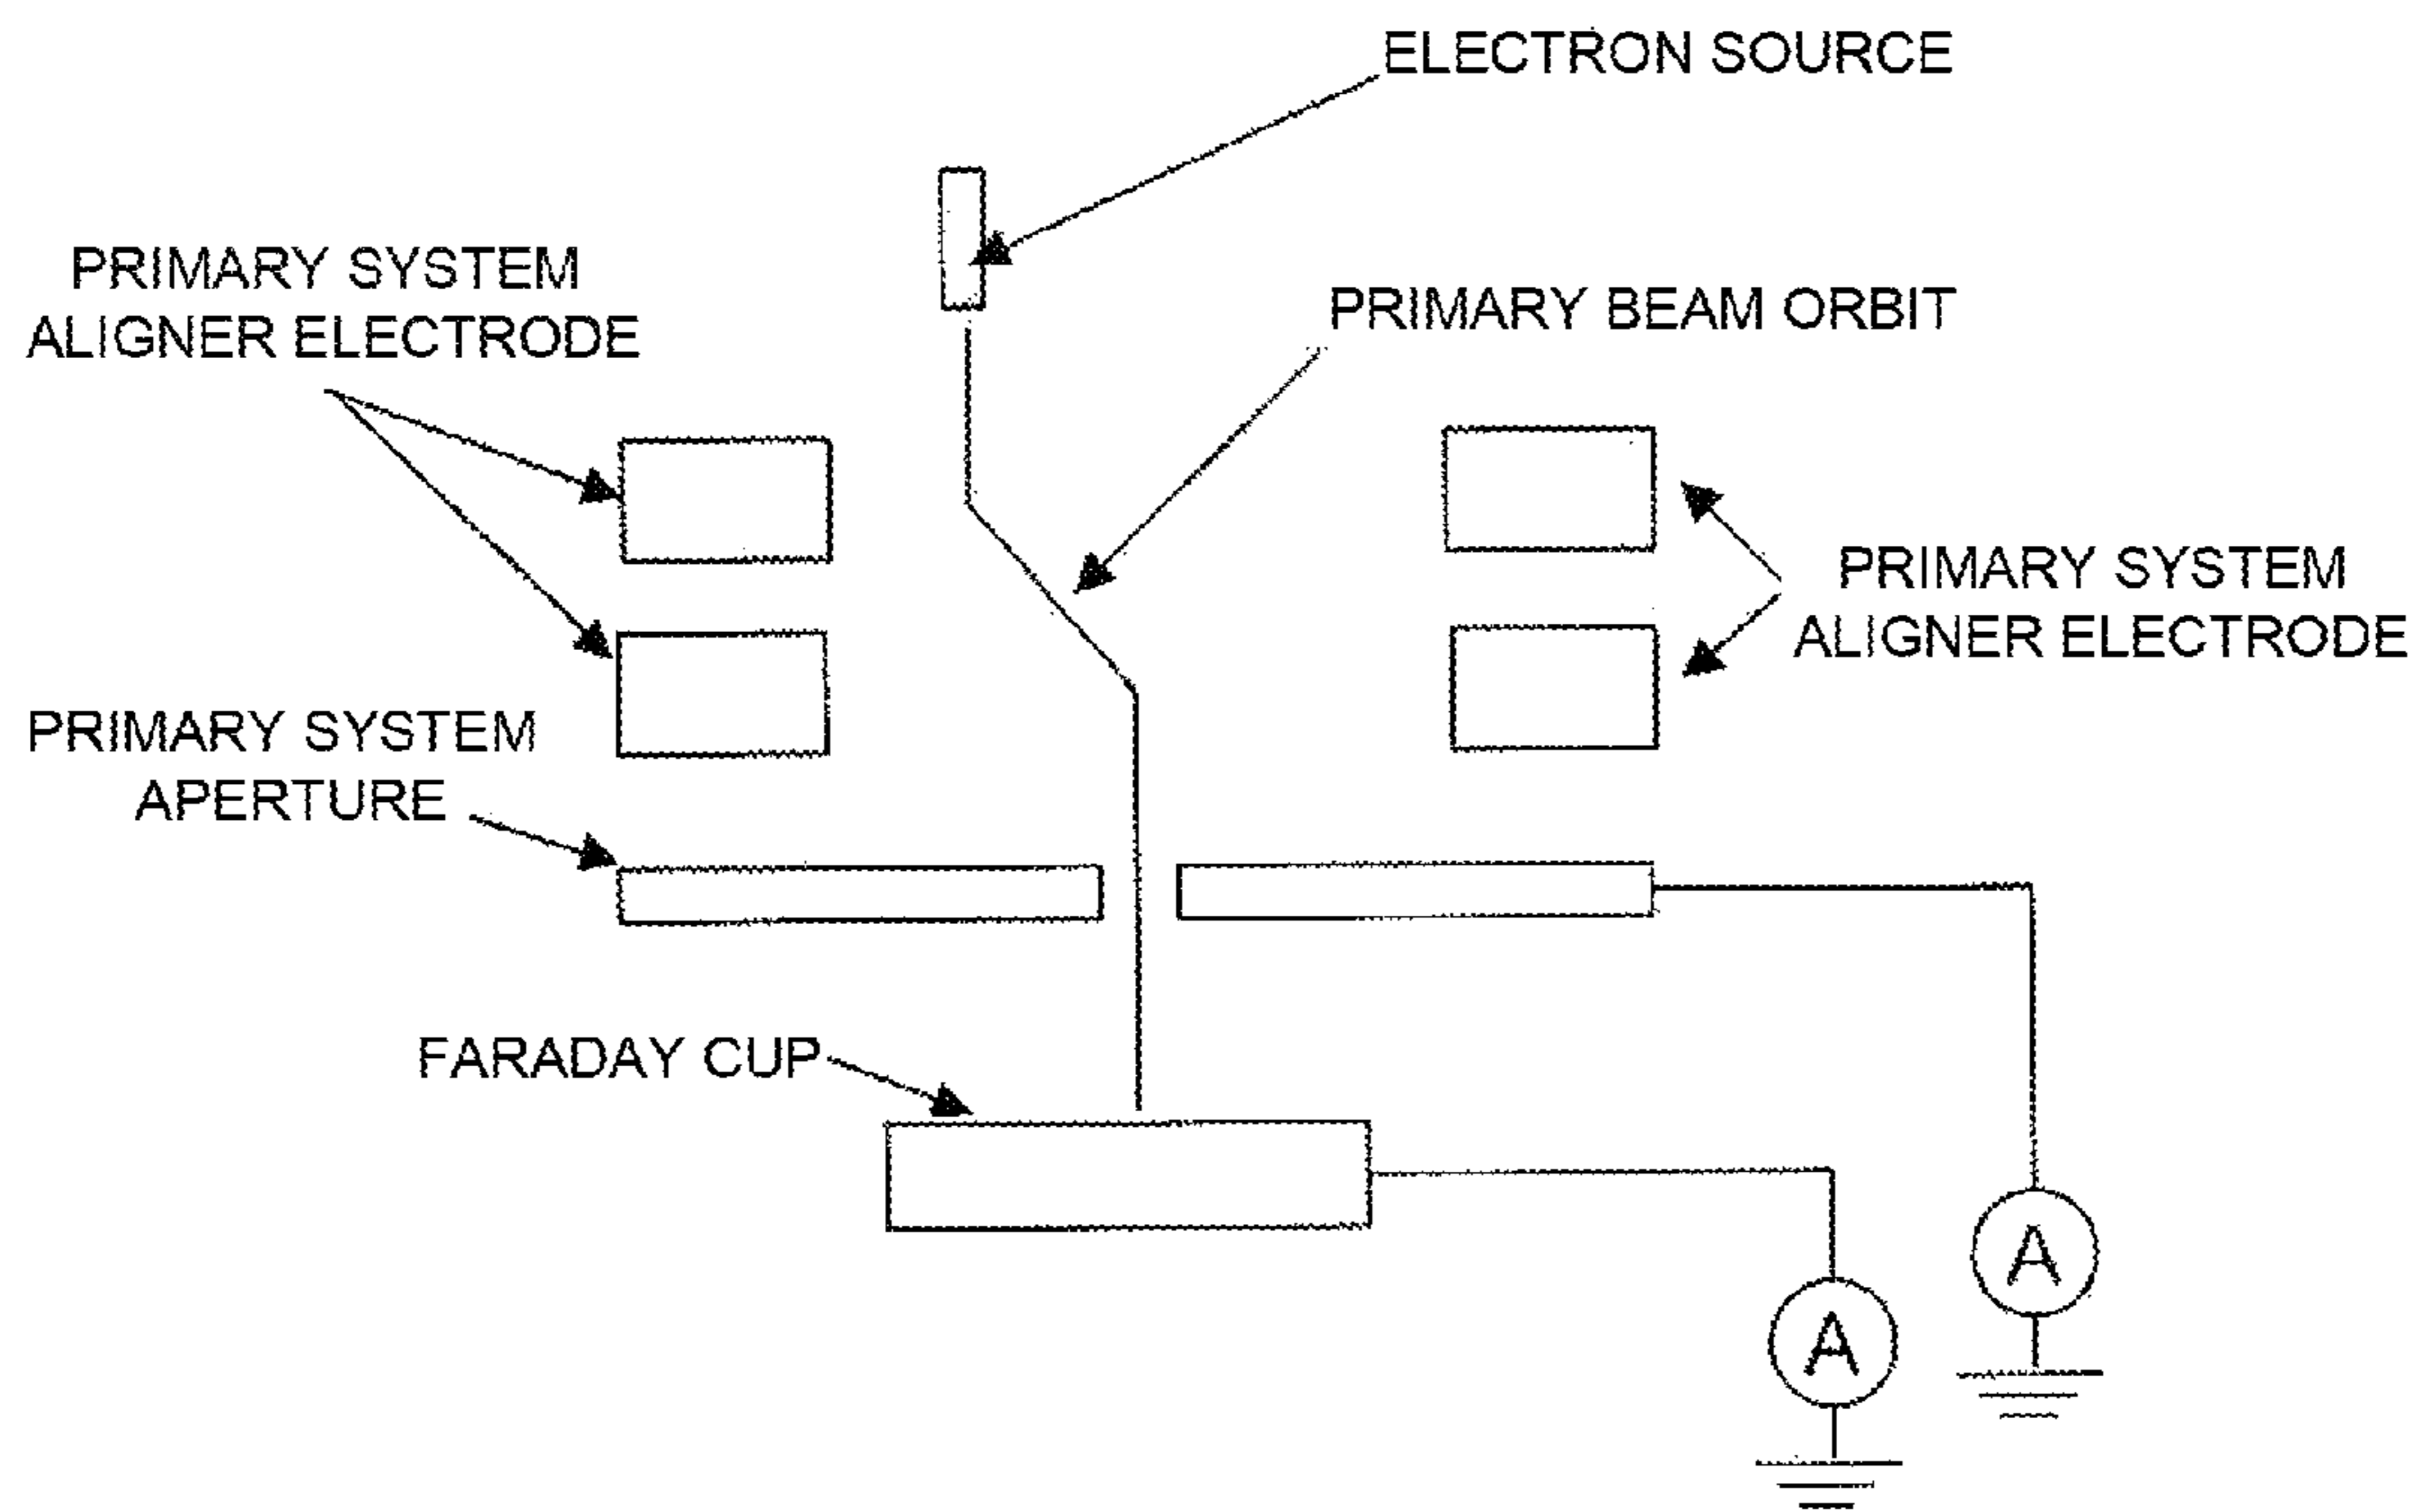 ELECTRON SOURCE
PRIMARY SYSTEM
ALIGNER ELECTRODE
PRIMARY BEAM ORBIT
PRIMARY SYSTEM
ALIGNER ELECTRODE
PRIMARY SYSTEM
APERTURE
FARADAY CUP
A
A